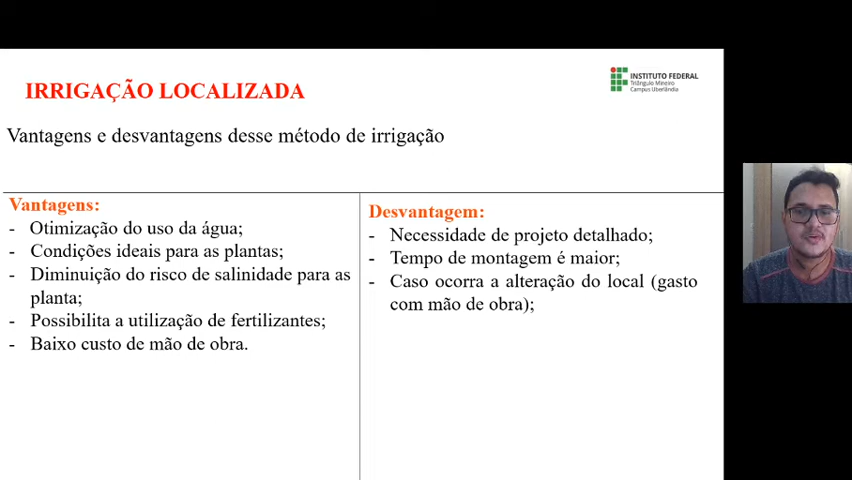 IRRIGAÇÃO LOCALIZADA
INSTITUTO FEDERAL
Triângulo Mineiro
Campus Uberlândia
Vantagens e desvantagens desse método de irrigação
Vantagens:
- Otimização do uso da água;
- Condições ideais para as plantas;
- Diminuição do risco de salinidade para as
planta;
- Possibilita a utilização de fertilizantes;
- Baixo custo de mão de obra.
Desvantagem:
- Necessidade de projeto detalhado;
- Tempo de montagem é maior;
- Caso ocorra a alteração do local (gasto
com mão de obra);